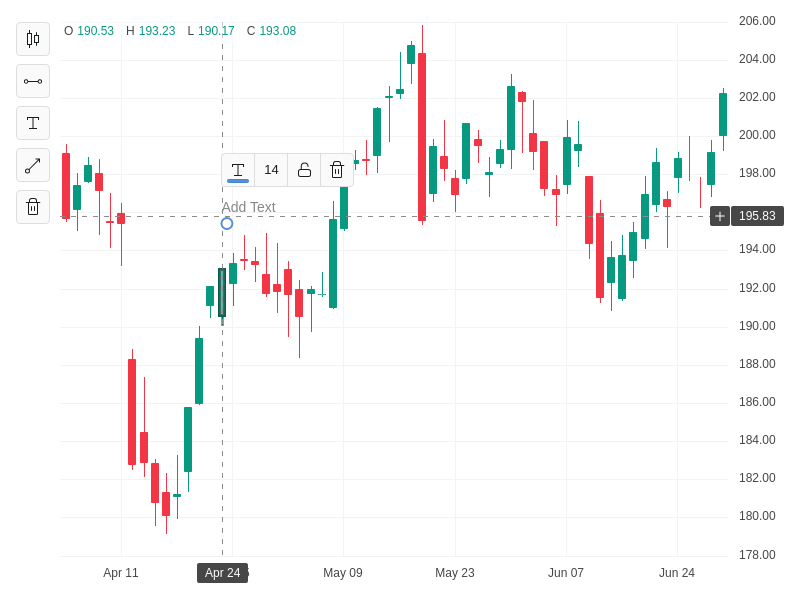 O 190.53 H 193.23 L 190.17 C 193.08
14
Add Text
206.00
204.00
202.00
200.00
198.00
195.83
194.00
192.00
190.00
188.00
186.00
184.00
182.00
180.00
178.00
Apr 11
Apr 24
May 09
May 23
Jun 07
Jun 24